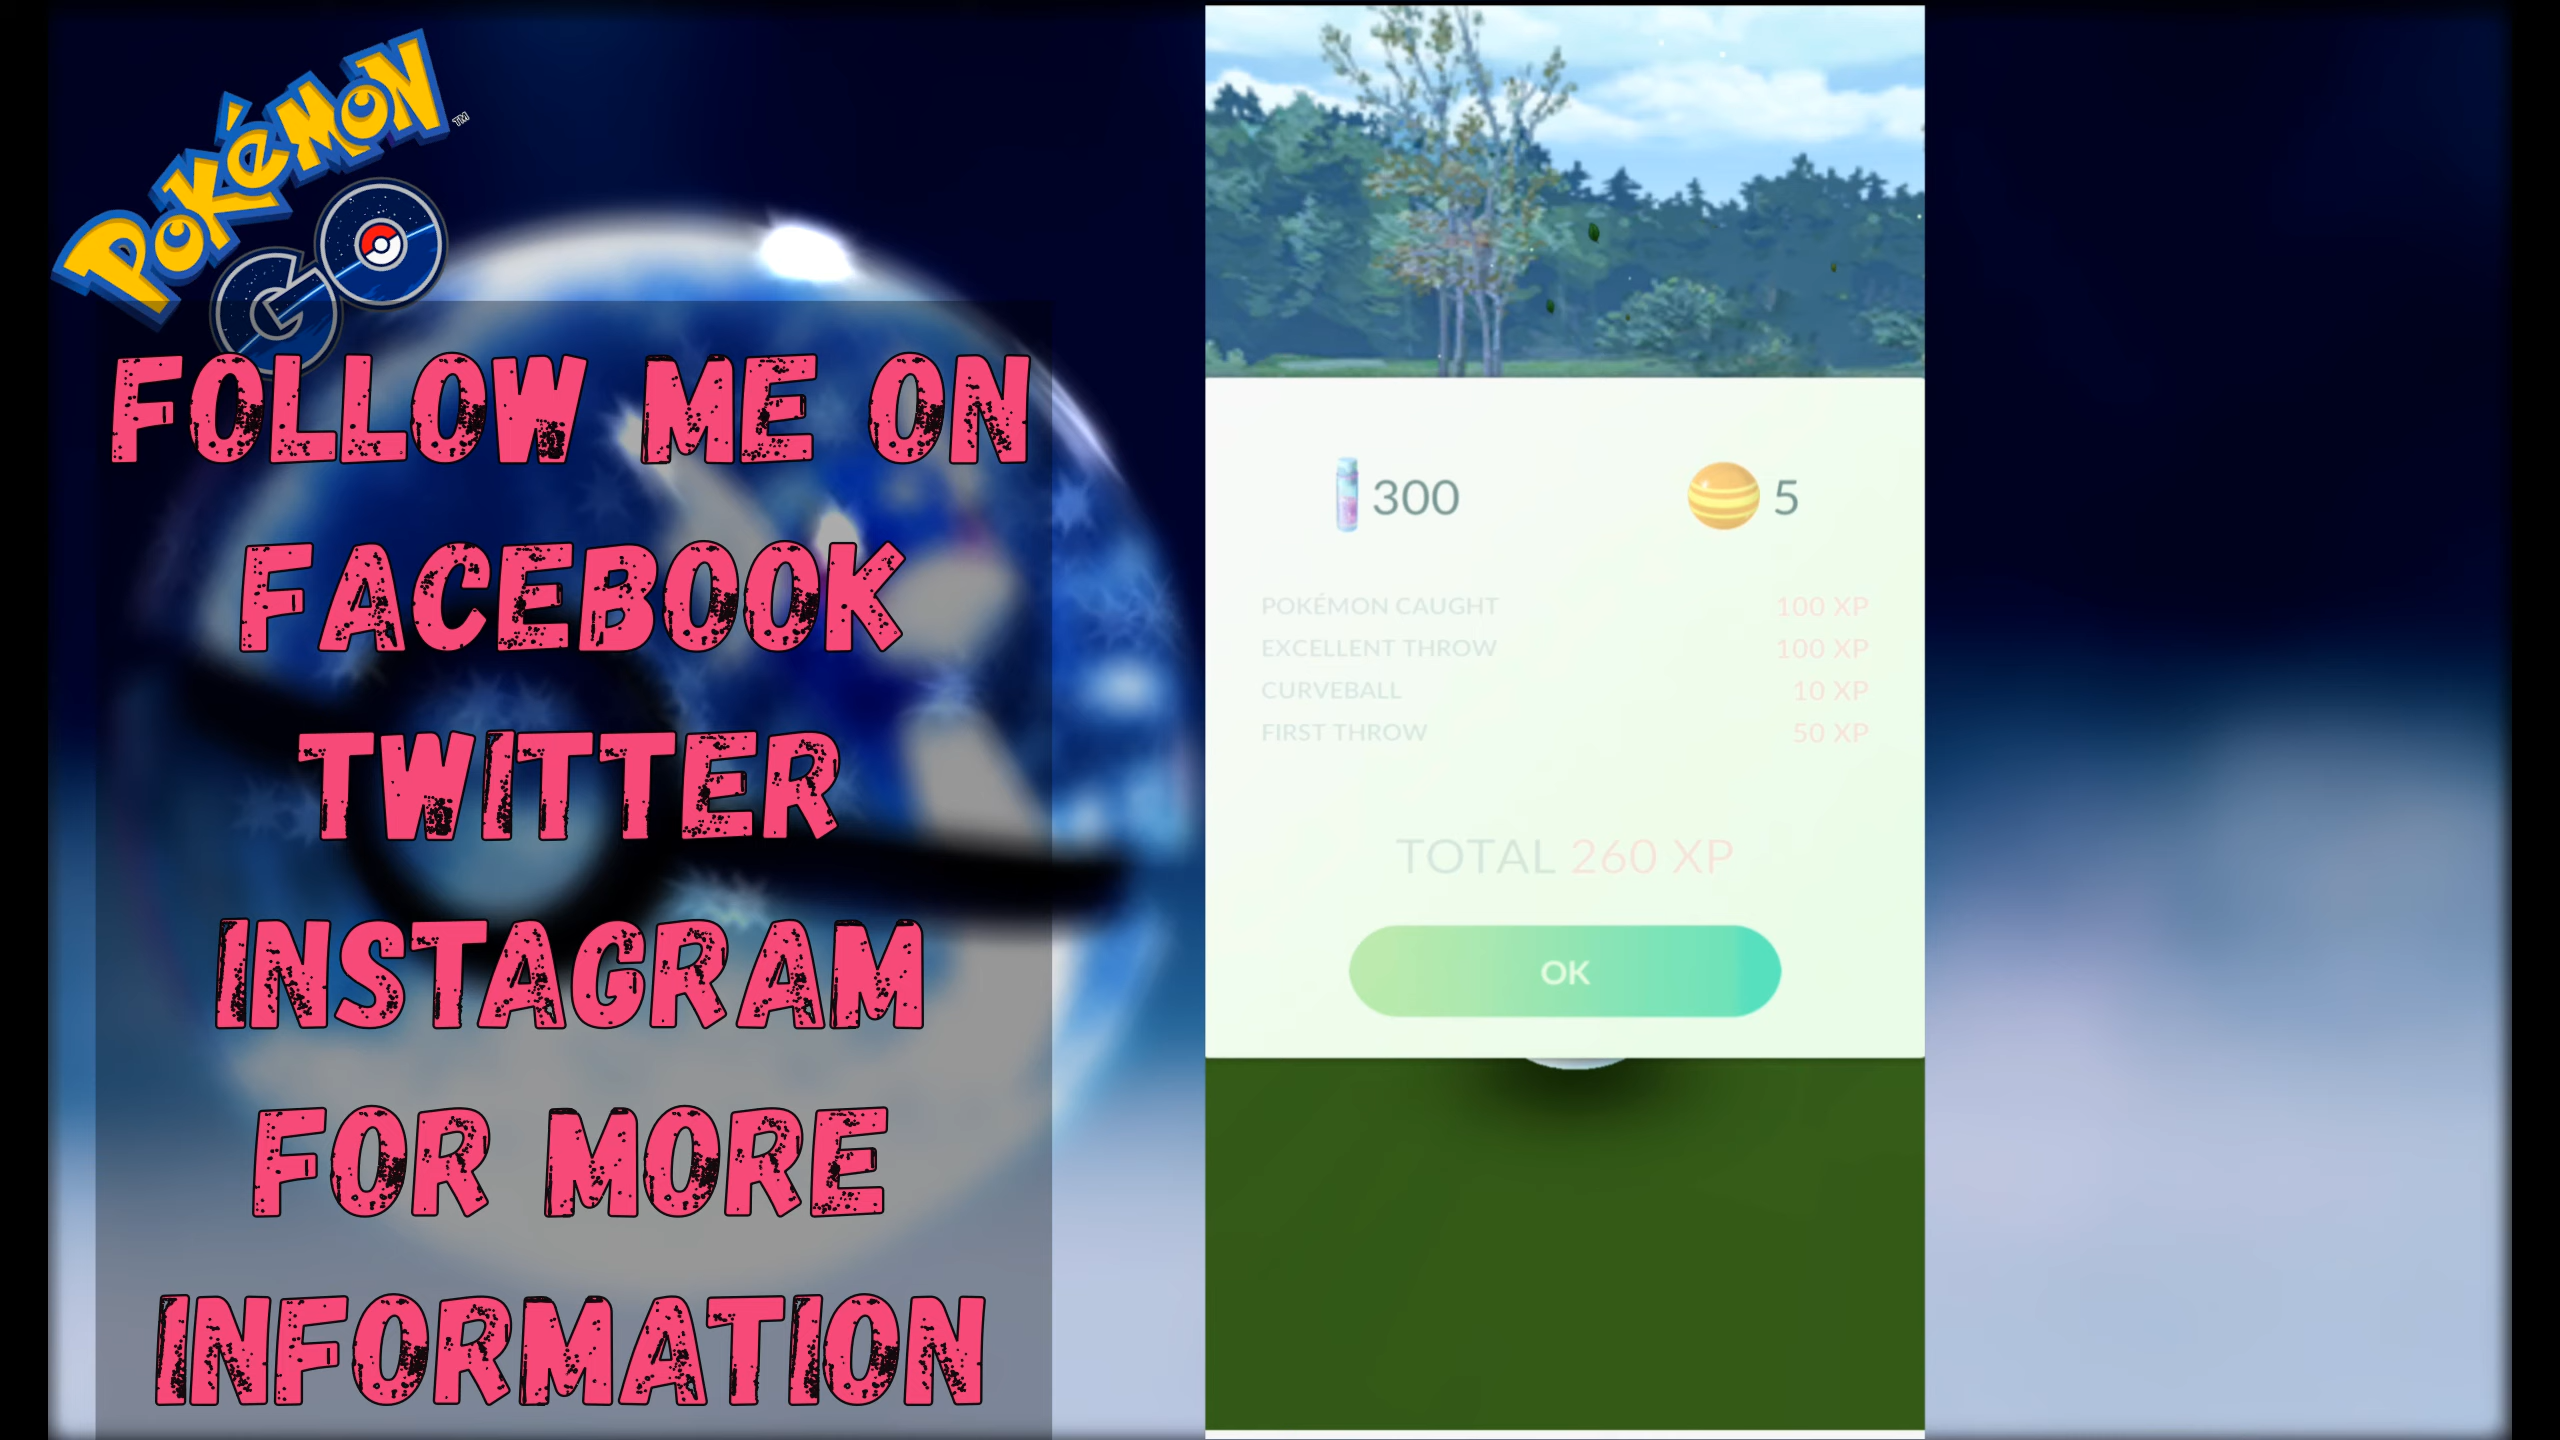 POKéMON™
GO
FOLLOW ME ON
FACEBOOK
TWITTER
INSTAGRAM
FOR MORE
INFORMATION
300 5
POKÉMON CAUGHT 100 XP
EXCELLENT THROW 100 XP
CURVEBALL 10 XP
FIRST THROW 50 XP
TOTAL 260 XP
OK